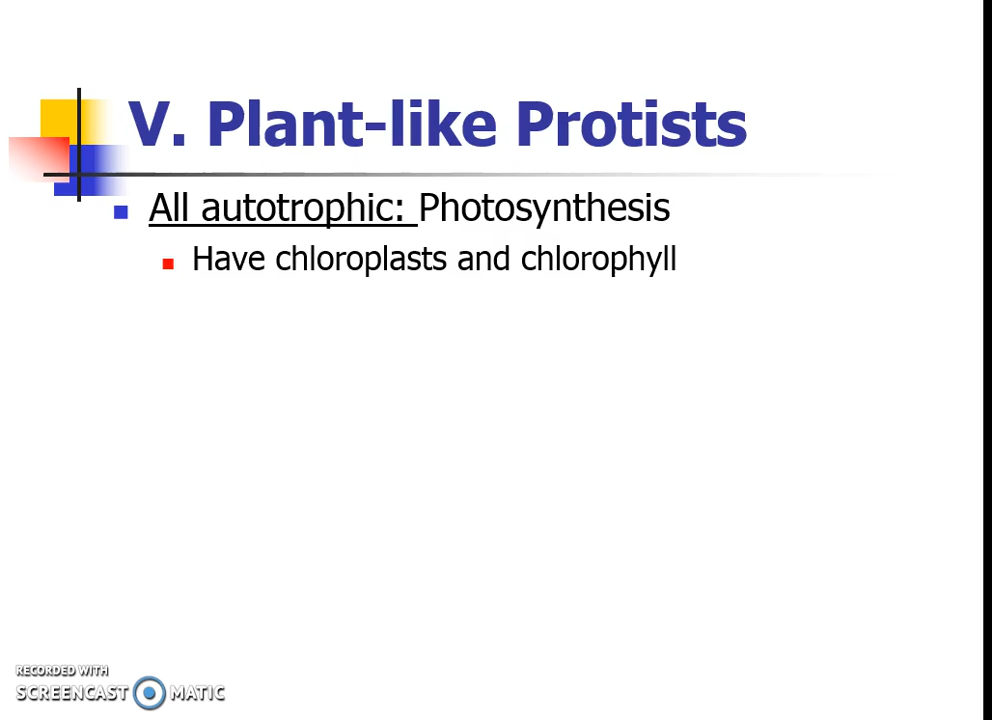 V. Plant-like Protists
All autotrophic: Photosynthesis
Have chloroplasts and chlorophyll
RECORDED WITH
SCREENCAST MATIC